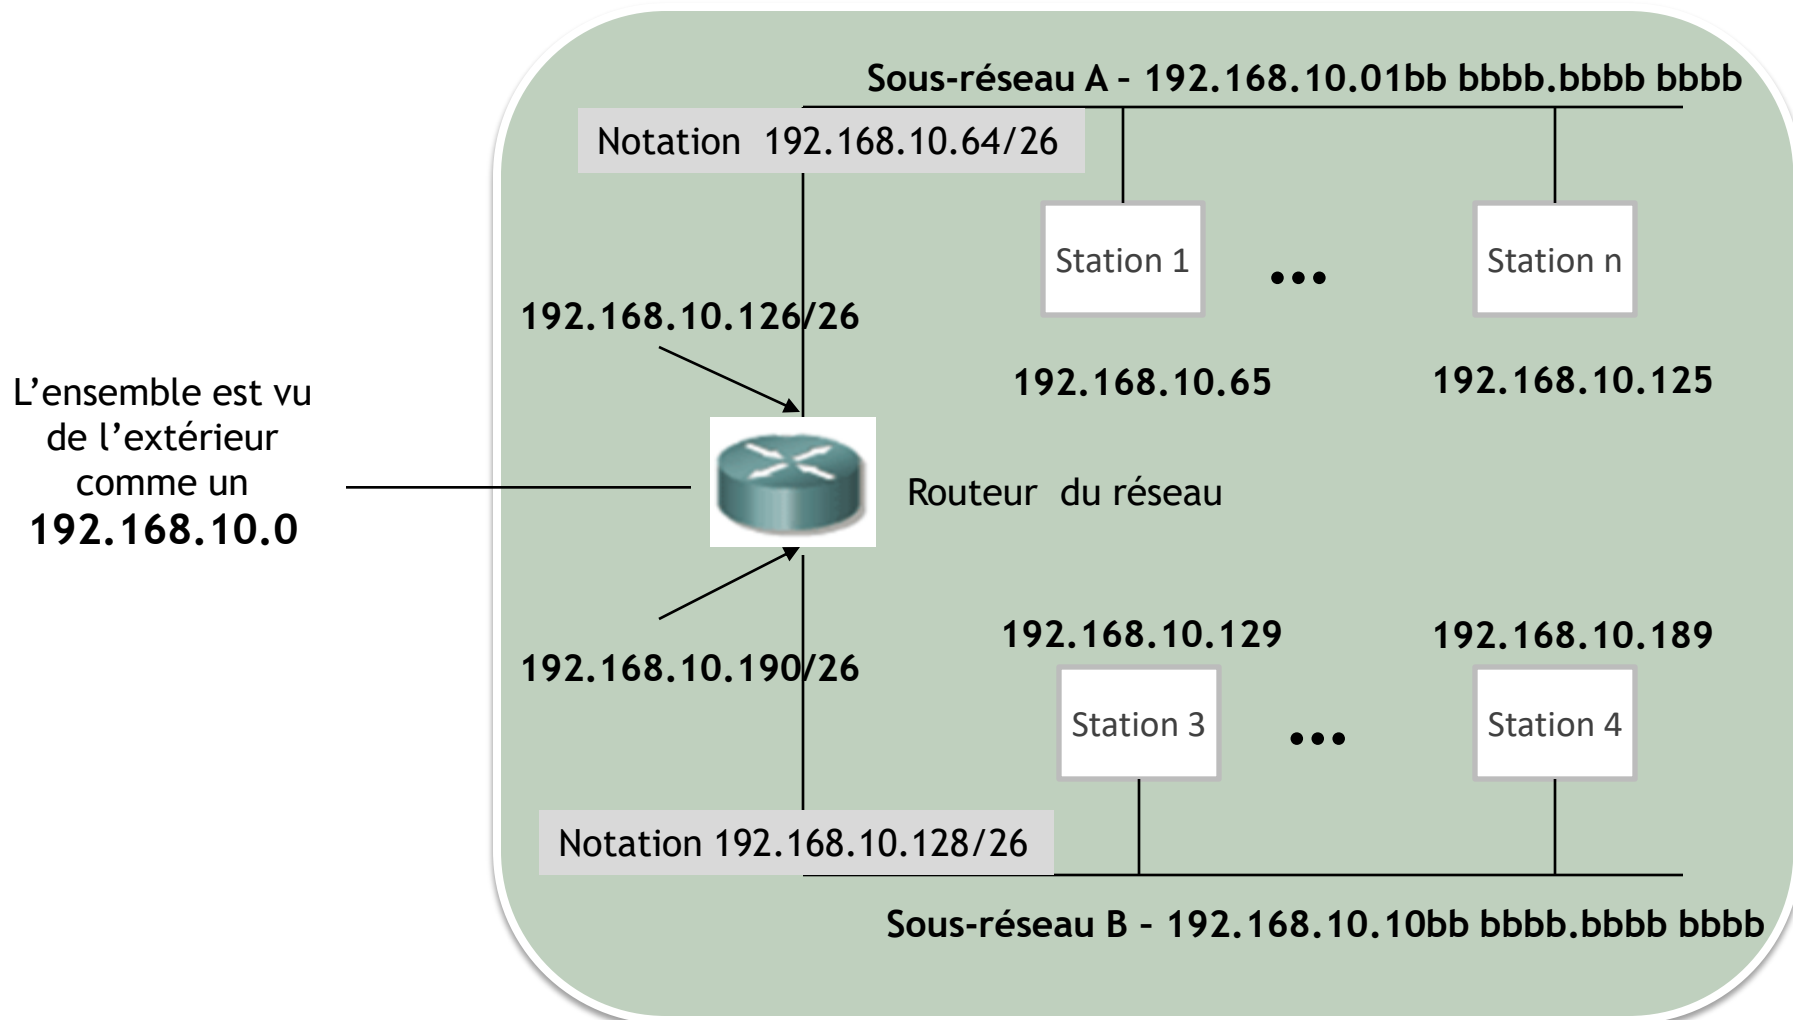 Sous-réseau A – 192.168.10.01bb bbbb.bbbb bbbb
Notation 192.168.10.64/26
Station 1
...
Station n
192.168.10.126/26
192.168.10.65
192.168.10.125
L’ensemble est vu
de l’extérieur
comme un
192.168.10.0
Routeur du réseau
192.168.10.129
192.168.10.189
192.168.10.190/26
Station 3
...
Station 4
Notation 192.168.10.128/26
Sous-réseau B – 192.168.10.10bb bbbb.bbbb bbbb